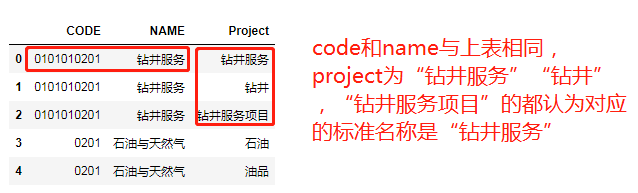 CODE NAME Project
0 0101010201 钻井服务 钻井服务
1 0101010201 钻井服务 钻井
2 0101010201 钻井服务 钻井服务项目
3 0201 石油与天然气 石油
4 0201 石油与天然气 油品
code和name与上表相同，
project为“钻井服务”“钻井”
，“钻井服务项目”的都认为对应
的标准名称是“钻井服务”